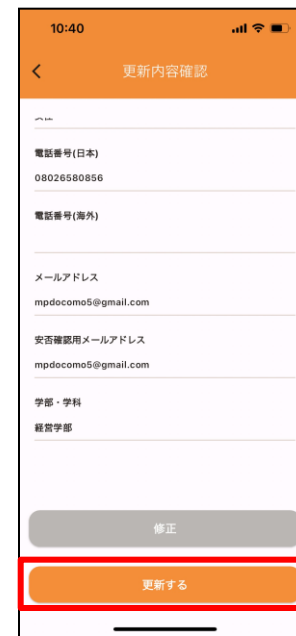 10:40
更新内容確認
電話番号(日本)
08026580856
電話番号(海外)
メールアドレス
mpdocomo5@gmail.com
安否確認用メールアドレス
mpdocomo5@gmail.com
学部・学科
経営学部
修正
更新する